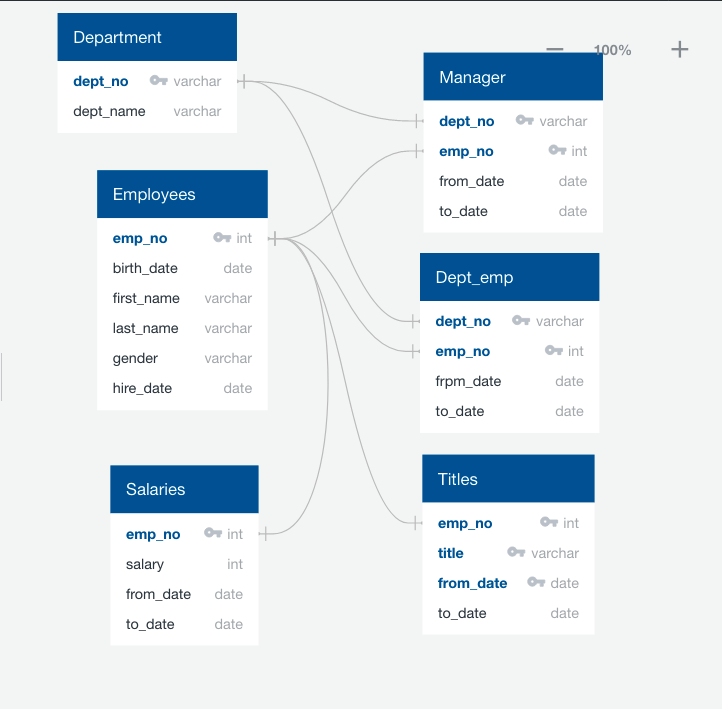 Department
dept_no varchar
dept_name varchar
100%
Manager
dept_no varchar
emp_no int
from_date date
to_date date
Employees
emp_no int
birth_date date
first_name varchar
last_name varchar
gender varchar
hire_date date
Dept_emp
dept_no varchar
emp_no int
frpm_date date
to_date date
Salaries
emp_no int
salary int
from_date date
to_date date
Titles
emp_no int
title varchar
from_date date
to_date date